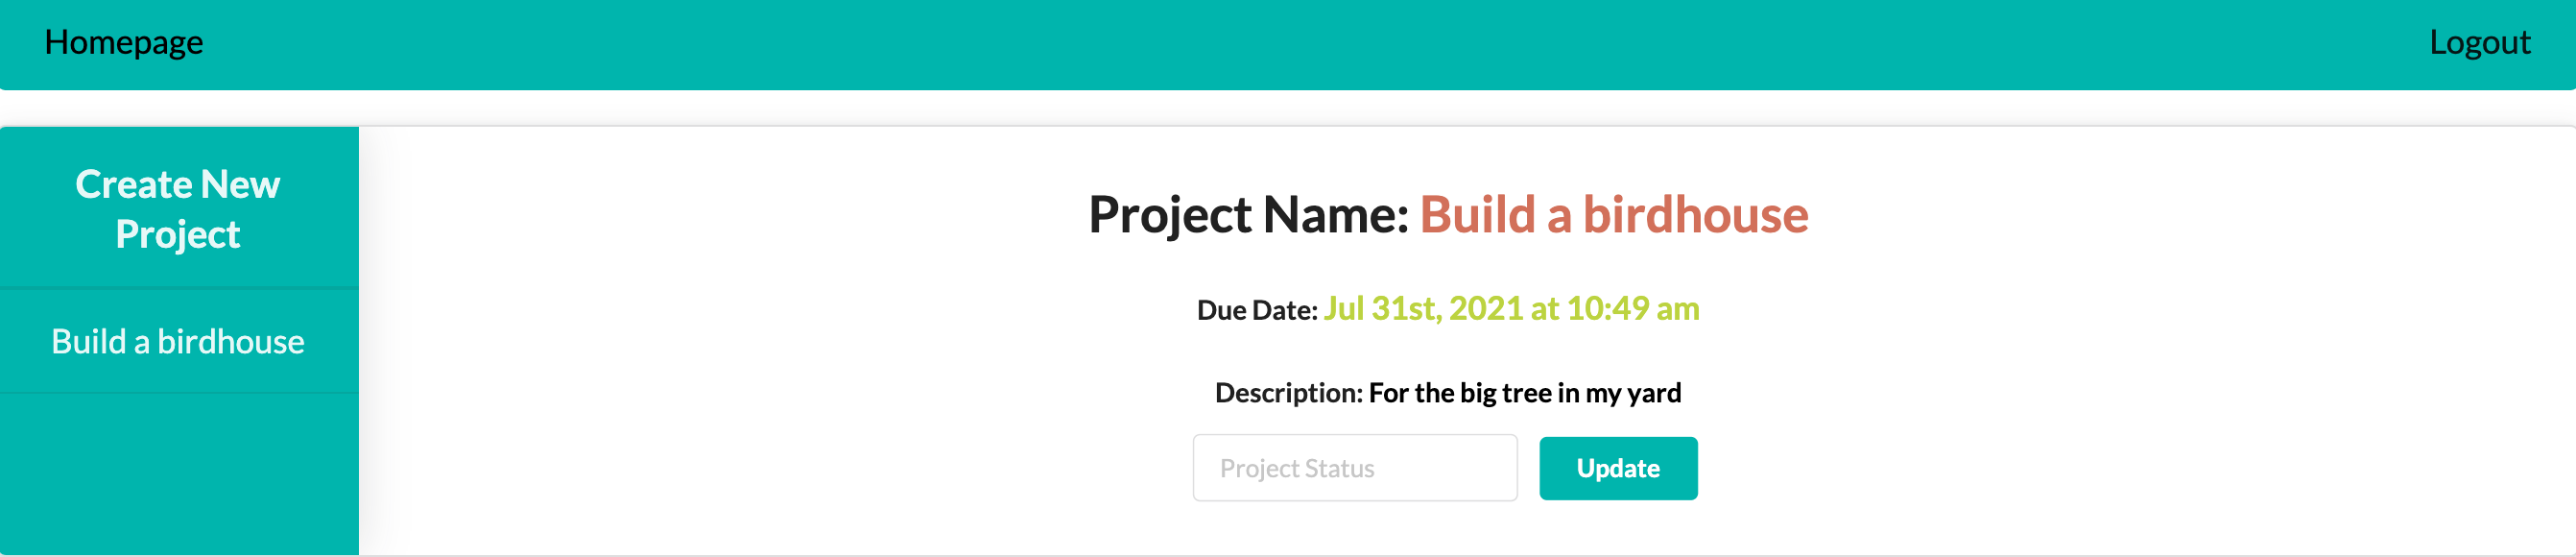 Homepage
Logout
Create New
Project
Build a birdhouse
Project Name: Build a birdhouse
Due Date: Jul 31st, 2021 at 10:49 am
Description: For the big tree in my yard
Project Status
Update